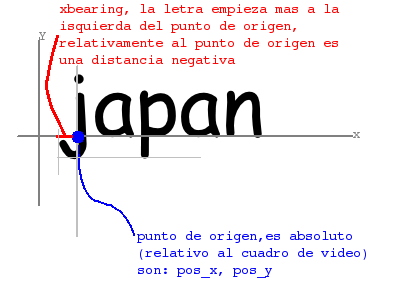 xbearing, la letra empieza mas a la
isquierda del punto de origen,
relativamente al punto de origen es
una distancia negativa
Y
japan
x
punto de origen,es absoluto
(relativo al cuadro de video)
son: pos_x, pos_y